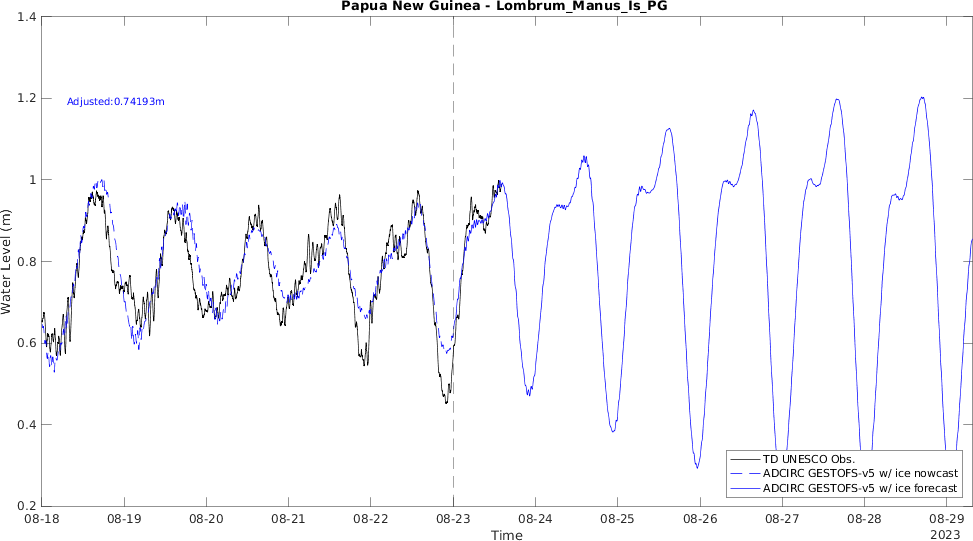 Papua New Guinea - Lombrum_Manus_Is_PG
1.4
1.2
1
0.8
0.6
0.4
0.2
Water Level (m)
Adjusted:0.74193m
TD UNESCO Obs.
ADCIRC GESTOFS-v5 w/ ice nowcast
ADCIRC GESTOFS-v5 w/ ice forecast
08-18 08-19 08-20 08-21 08-22 08-23 08-24 08-25 08-26 08-27 08-28 08-29
2023
Time